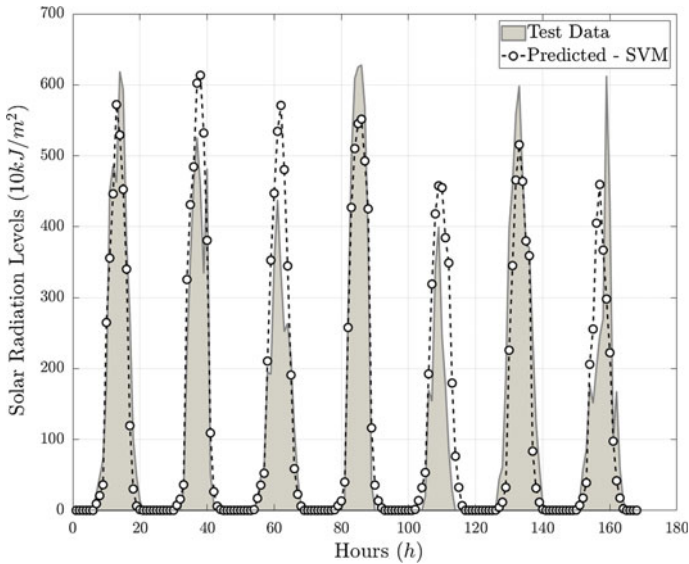 Test Data
Predicted - SVM
Solar Radiation Levels (10kJ/m²)
700
600
500
400
300
200
100
0
0 20 40 60 80 100 120 140 160 180
Hours (h)